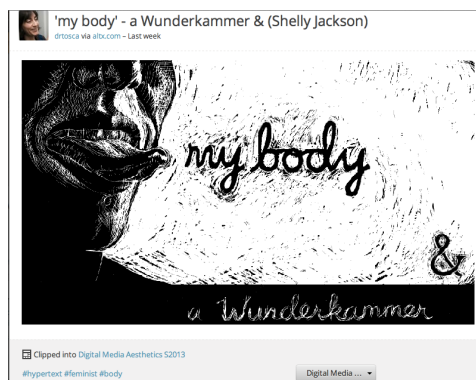 'my body' - a Wunderkammer & (Shelly Jackson)
drtosca via altx.com – Last week
my body
&
a Wunderkammer
Clipped into Digital Media Aesthetics S2013
#hypertext #feminist #body
Digital Media ...